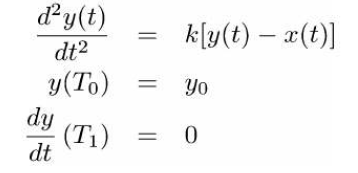 d²y(t)/dt² = k[y(t) − x(t)]
y(T₀) = y₀
dy/dt (T₁) = 0